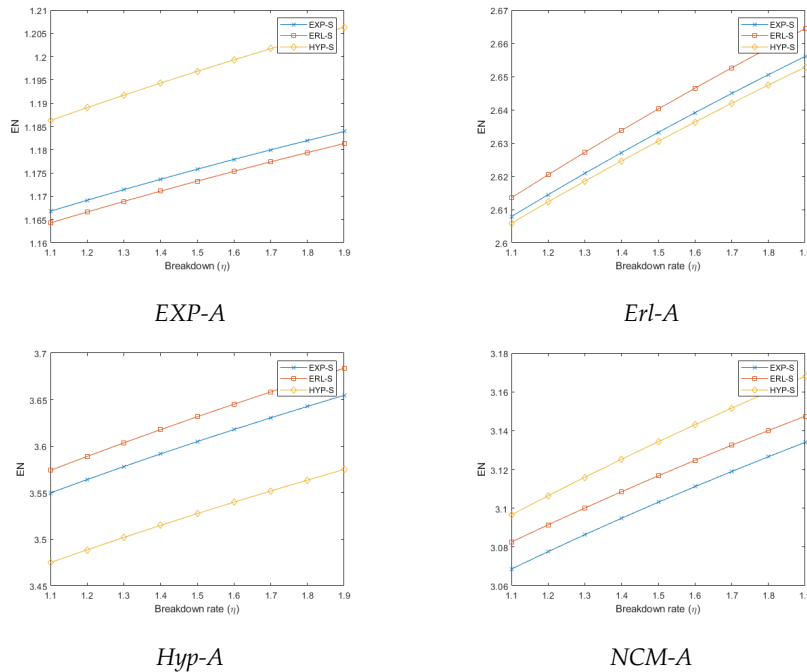 1.21
1.205
1.2
1.195
1.19
1.185
1.18
1.175
1.17
1.165
1.16
EN
EXP-S
ERL-S
HYP-S
1.1 1.2 1.3 1.4 1.5 1.6 1.7 1.8 1.9
Breakdown (η)
EXP-A
2.67
2.66
2.65
2.64
2.63
2.62
2.61
2.6
EN
EXP-S
ERL-S
HYP-S
1.1 1.2 1.3 1.4 1.5 1.6 1.7 1.8
Breakdown rate (η)
Erl-A
3.7
3.65
3.6
3.55
3.5
3.45
EN
EXP-S
ERL-S
HYP-S
1.1 1.2 1.3 1.4 1.5 1.6 1.7 1.8 1.9
Breakdown rate (η)
Hyp-A
3.18
3.16
3.14
3.12
3.1
3.08
3.06
EN
EXP-S
ERL-S
HYP-S
1.1 1.2 1.3 1.4 1.5 1.6 1.7 1.8
Breakdown rate (η)
NCM-A